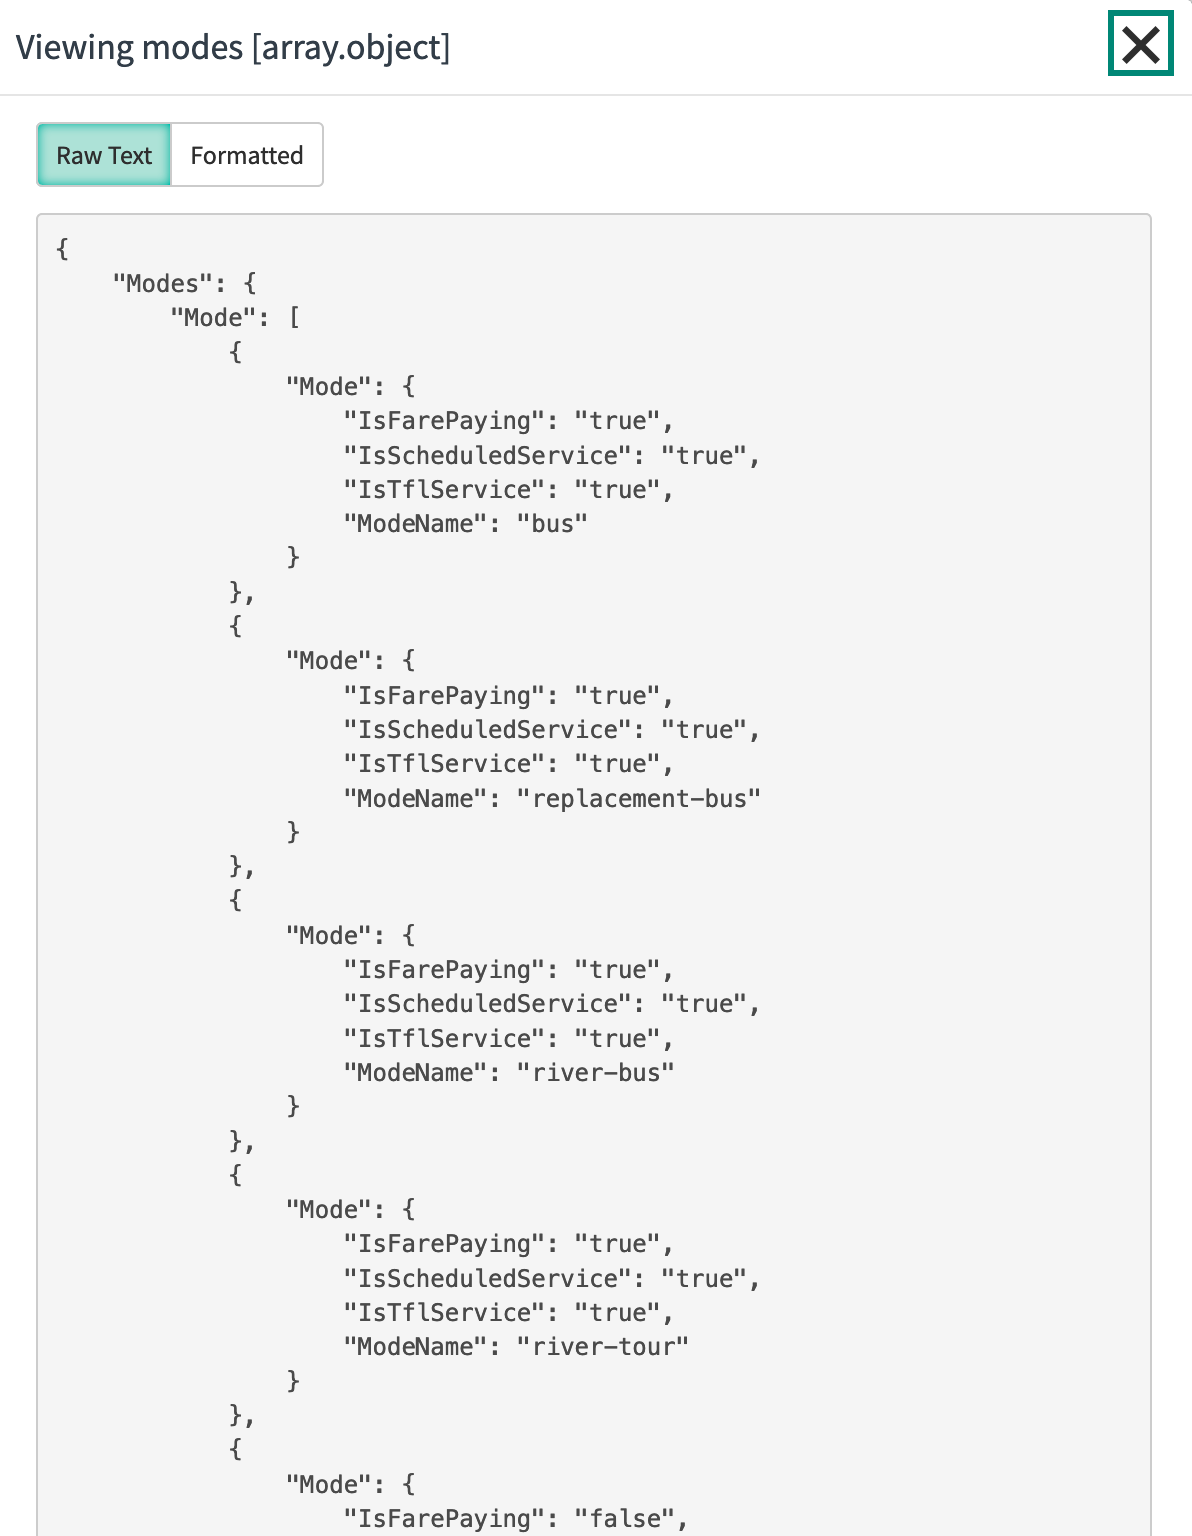 Viewing modes [array.object]
Raw Text Formatted
{
    "Modes": {
        "Mode": [
            {
                "Mode": {
                    "IsFarePaying": "true",
                    "IsScheduledService": "true",
                    "IsTflService": "true",
                    "ModeName": "bus"
                }
            },
            {
                "Mode": {
                    "IsFarePaying": "true",
                    "IsScheduledService": "true",
                    "IsTflService": "true",
                    "ModeName": "replacement-bus"
                }
            },
            {
                "Mode": {
                    "IsFarePaying": "true",
                    "IsScheduledService": "true",
                    "IsTflService": "true",
                    "ModeName": "river-bus"
                }
            },
            {
                "Mode": {
                    "IsFarePaying": "true",
                    "IsScheduledService": "true",
                    "IsTflService": "true",
                    "ModeName": "river-tour"
                }
            },
            {
                "Mode": {
                    "IsFarePaying": "false",